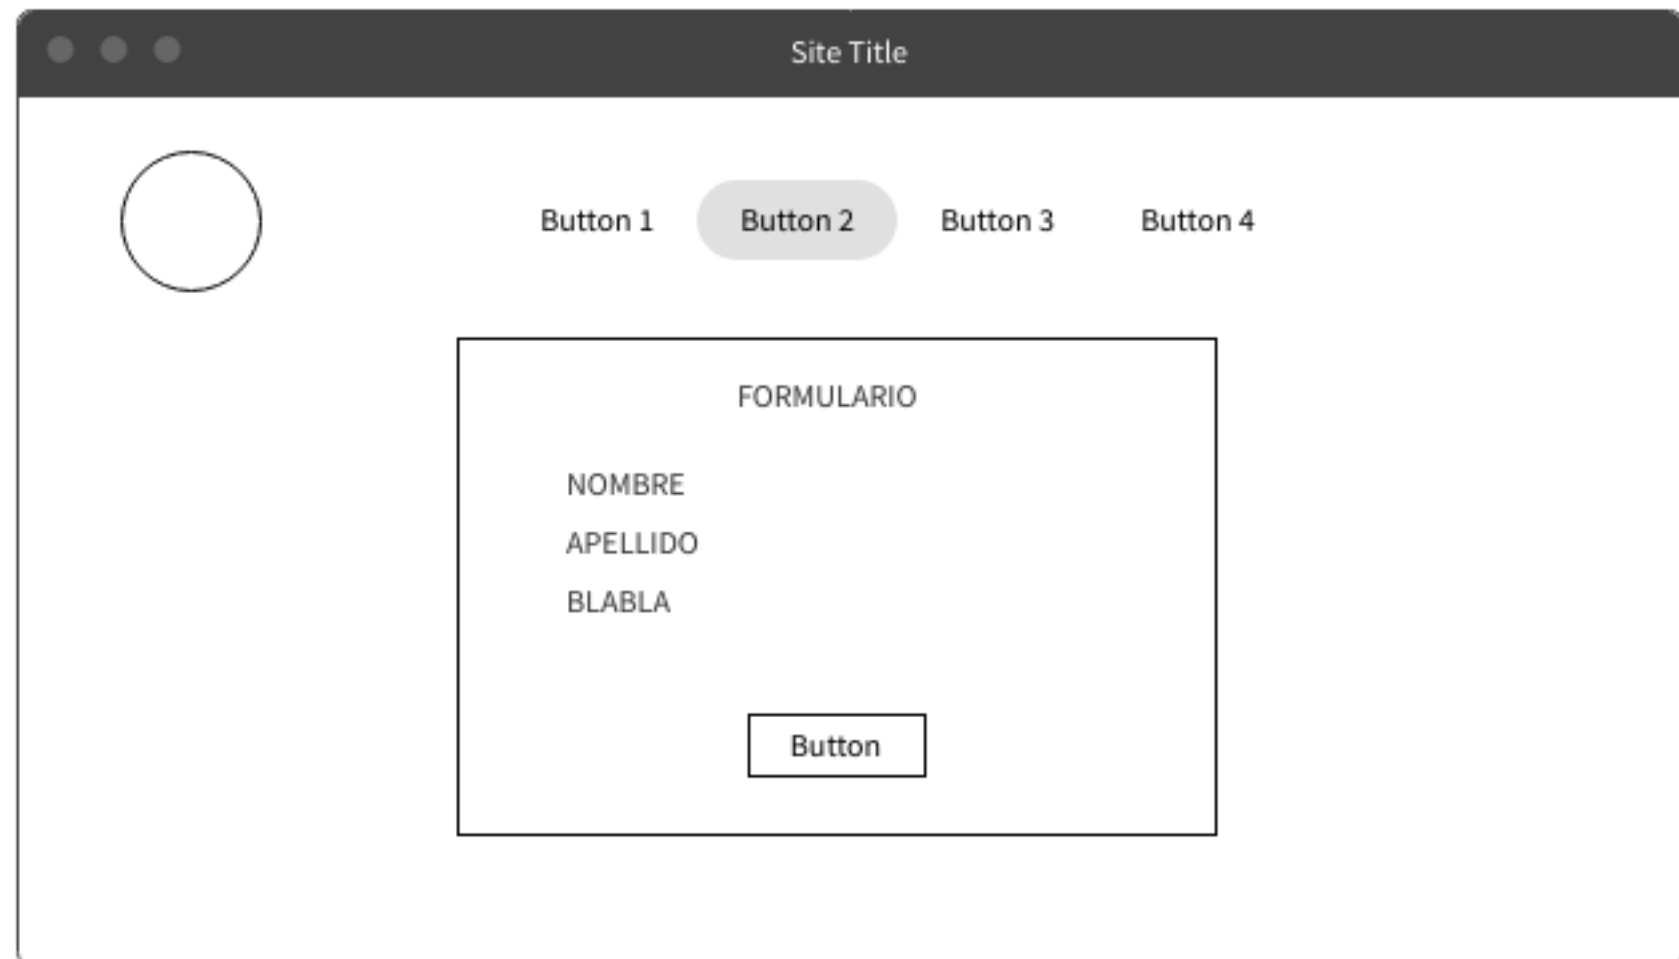 Site Title
Button 1 Button 2 Button 3 Button 4
FORMULARIO
NOMBRE
APELLIDO
BLABLA
Button